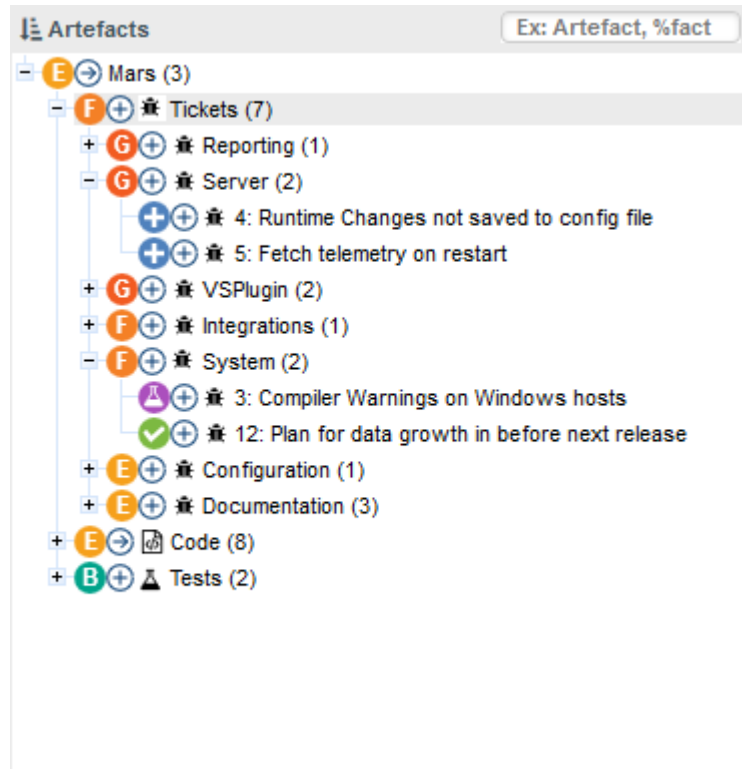 Artefacts Ex: Artefact, %fact
E Mars (3)
F Tickets (7)
G Reporting (1)
G Server (2)
4: Runtime Changes not saved to config file
5: Fetch telemetry on restart
G VSPlugin (2)
F Integrations (1)
F System (2)
3: Compiler Warnings on Windows hosts
12: Plan for data growth in before next release
E Configuration (1)
E Documentation (3)
E Code (8)
B Tests (2)